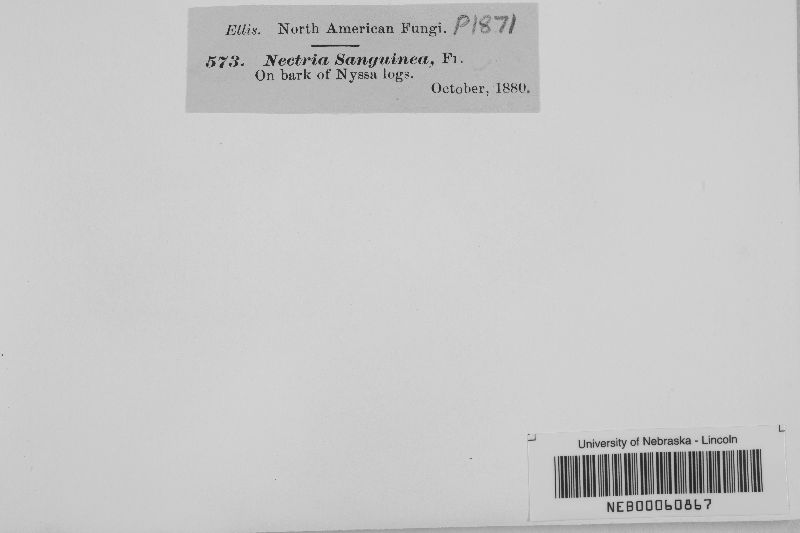 Ellis. North American Fungi. P1871
573. Nectria Sanguinea, Fr.
On bark of Nyssa logs.
October, 1880.
University of Nebraska - Lincoln
NEB00060867